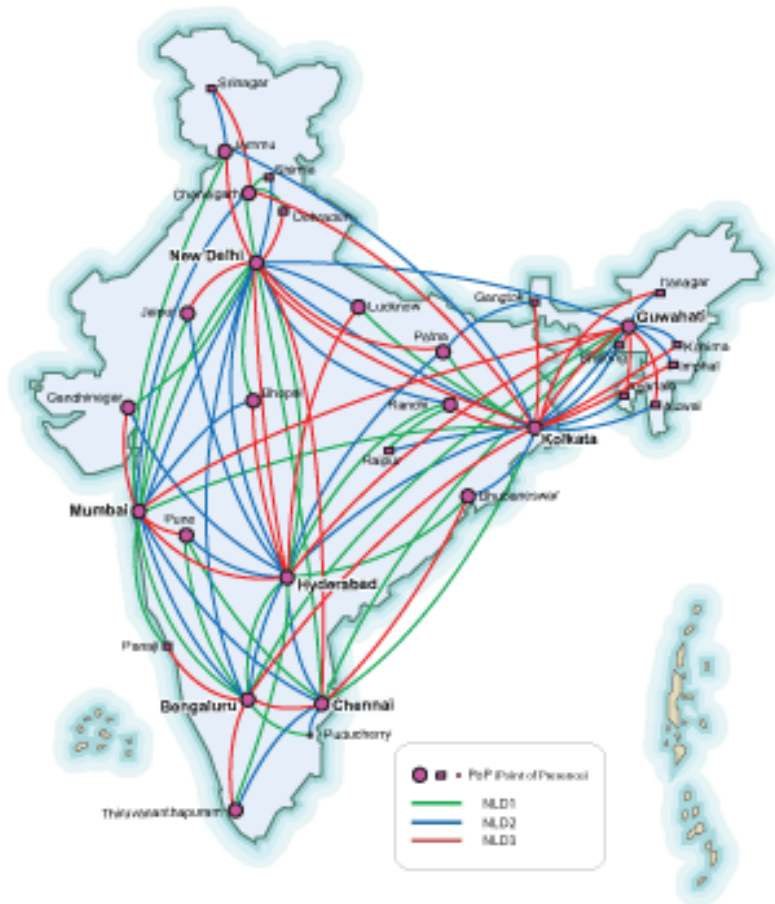 Srinagar
Jammu
Shimla
Chandigarh
Dehradun
New Delhi
Itanagar
Gangtok
Lucknow
Jaipur
Guwahati
Patna
Kohima
Shillong
Imphal
Bhopal
Agartala
Gandhinagar
Ranchi
Aizwal
Kolkata
Raipur
Bhubaneswar
Mumbai
Pune
Hyderabad
Panaji
Bengaluru
Chennai
Puducherry
Thiruvananthapuram
PoP (Point of Presence)
NLD1
NLD2
NLD3